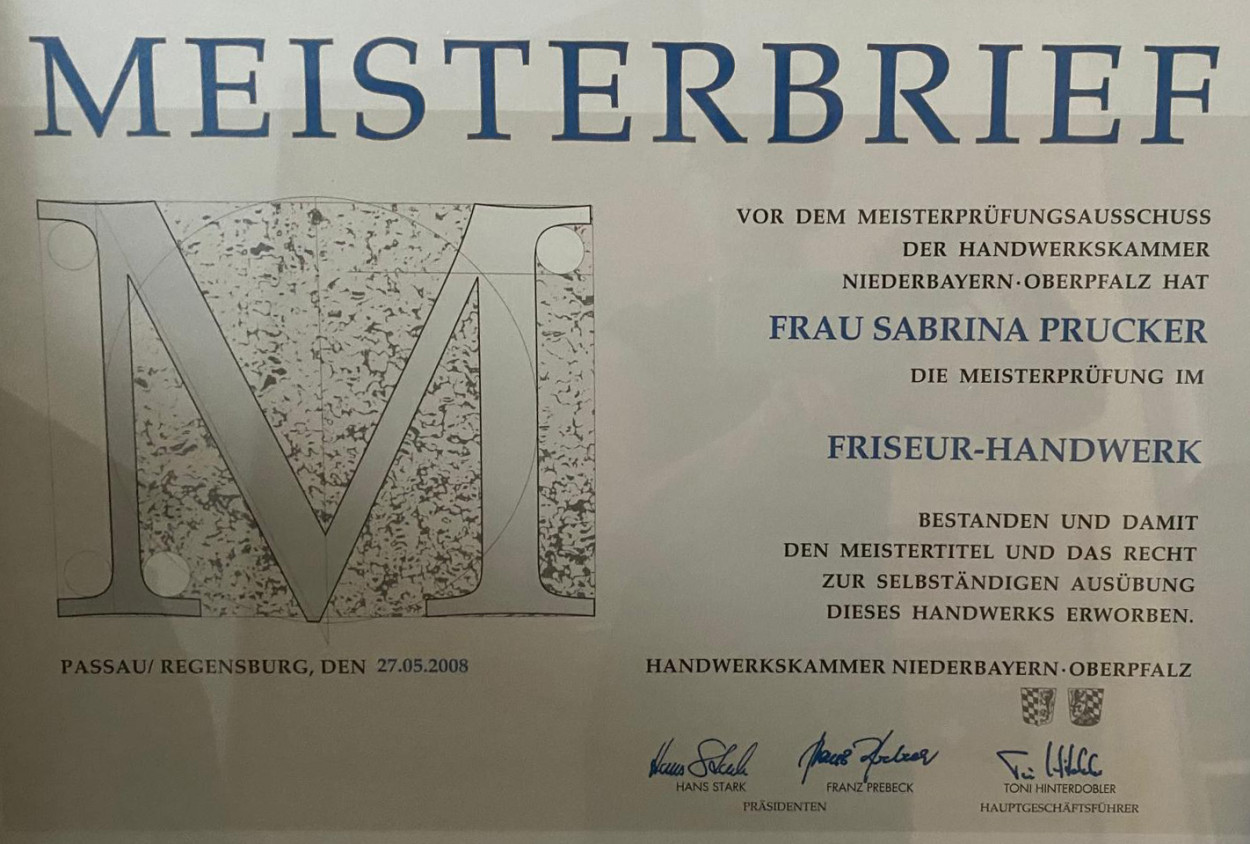 MEISTERBRIEF
VOR DEM MEISTERPRÜFUNGSAUSSCHUSS
DER HANDWERKSKAMMER
NIEDERBAYERN·OBERPFALZ HAT
FRAU SABRINA PRUCKER
DIE MEISTERPRÜFUNG IM
FRISEUR-HANDWERK
BESTANDEN UND DAMIT
DEN MEISTERTITEL UND DAS RECHT
ZUR SELBSTÄNDIGEN AUSÜBUNG
DIESES HANDWERKS ERWORBEN.
M
PASSAU/ REGENSBURG, DEN 27.05.2008
HANDWERKSKAMMER NIEDERBAYERN·OBERPFALZ
HANS STARK FRANZ PREBECK TONI HINTERDOBLER
PRÄSIDENTEN HAUPTGESCHÄFTSFÜHRER